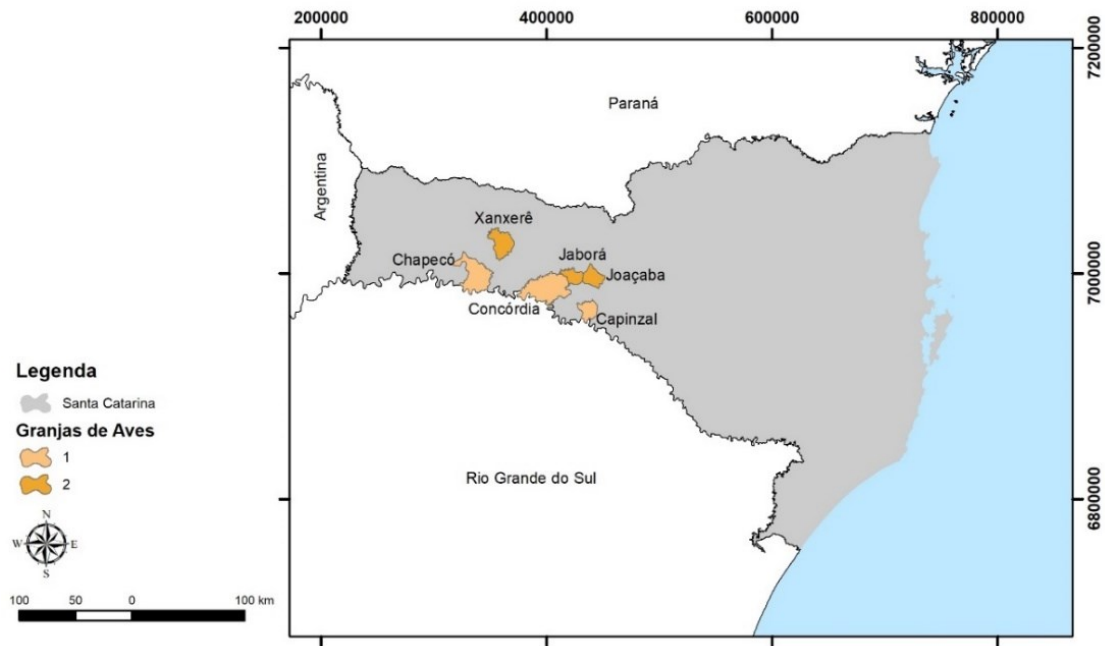 200000 400000 600000 800000
7200000
Paraná
Argentina
Xanxerê
Chapecó
Jaborá
Joaçaba
7000000
Concórdia
Capinzal
Legenda
Santa Catarina
Granjas de Aves
1
2
Rio Grande do Sul
6800000
N
W E
S
100 50 0 100 km